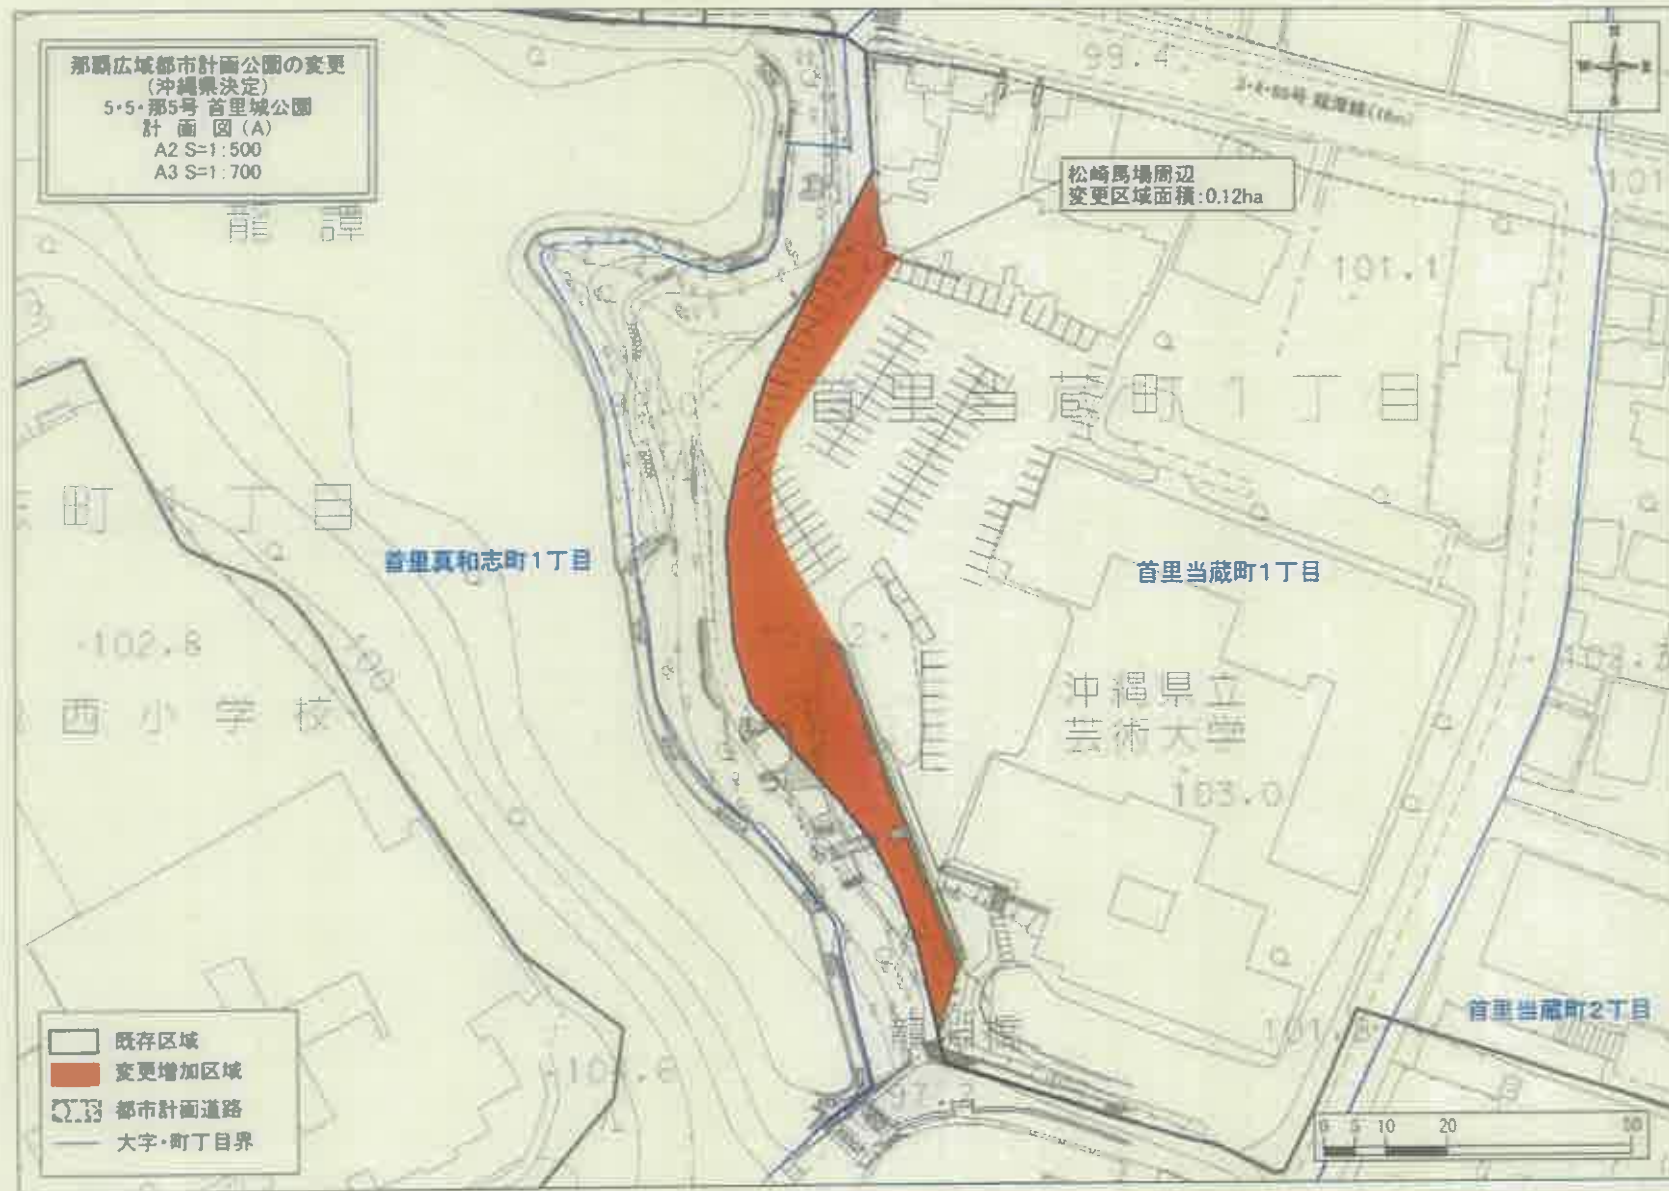 那覇広域都市計画公園の変更
(沖縄県決定)
5・5・那5号 首里城公園
計画図(A)
A2 S=1:500
A3 S=1:700
99.4
松崎馬場周辺
変更区域面積:0.12ha
龍潭
101.1
首里当蔵町1丁目
首里真和志町1丁目
首里当蔵町1丁目
102.8
100
西小学校
沖縄県立
芸術大学
103.0
首里当蔵町2丁目
龍淵橋
既存区域
変更増加区域
都市計画道路
大字・町丁目界
0 5 10 20 50